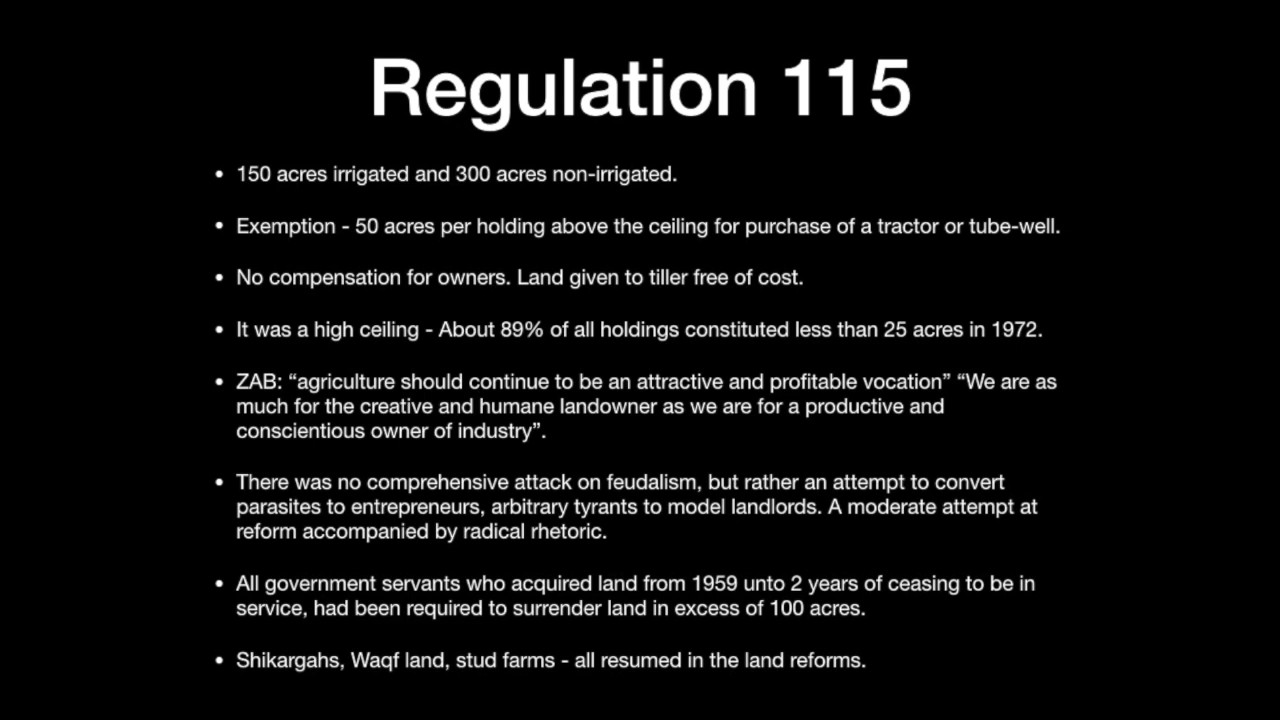 Regulation 115
• 150 acres irrigated and 300 acres non-irrigated.
• Exemption - 50 acres per holding above the ceiling for purchase of a tractor or tube-well.
• No compensation for owners. Land given to tiller free of cost.
• It was a high ceiling - About 89% of all holdings constituted less than 25 acres in 1972.
• ZAB: “agriculture should continue to be an attractive and profitable vocation” “We are as
much for the creative and humane landowner as we are for a productive and
conscientious owner of industry”.
• There was no comprehensive attack on feudalism, but rather an attempt to convert
parasites to entrepreneurs, arbitrary tyrants to model landlords. A moderate attempt at
reform accompanied by radical rhetoric.
• All government servants who acquired land from 1959 unto 2 years of ceasing to be in
service, had been required to surrender land in excess of 100 acres.
• Shikargahs, Waqf land, stud farms - all resumed in the land reforms.